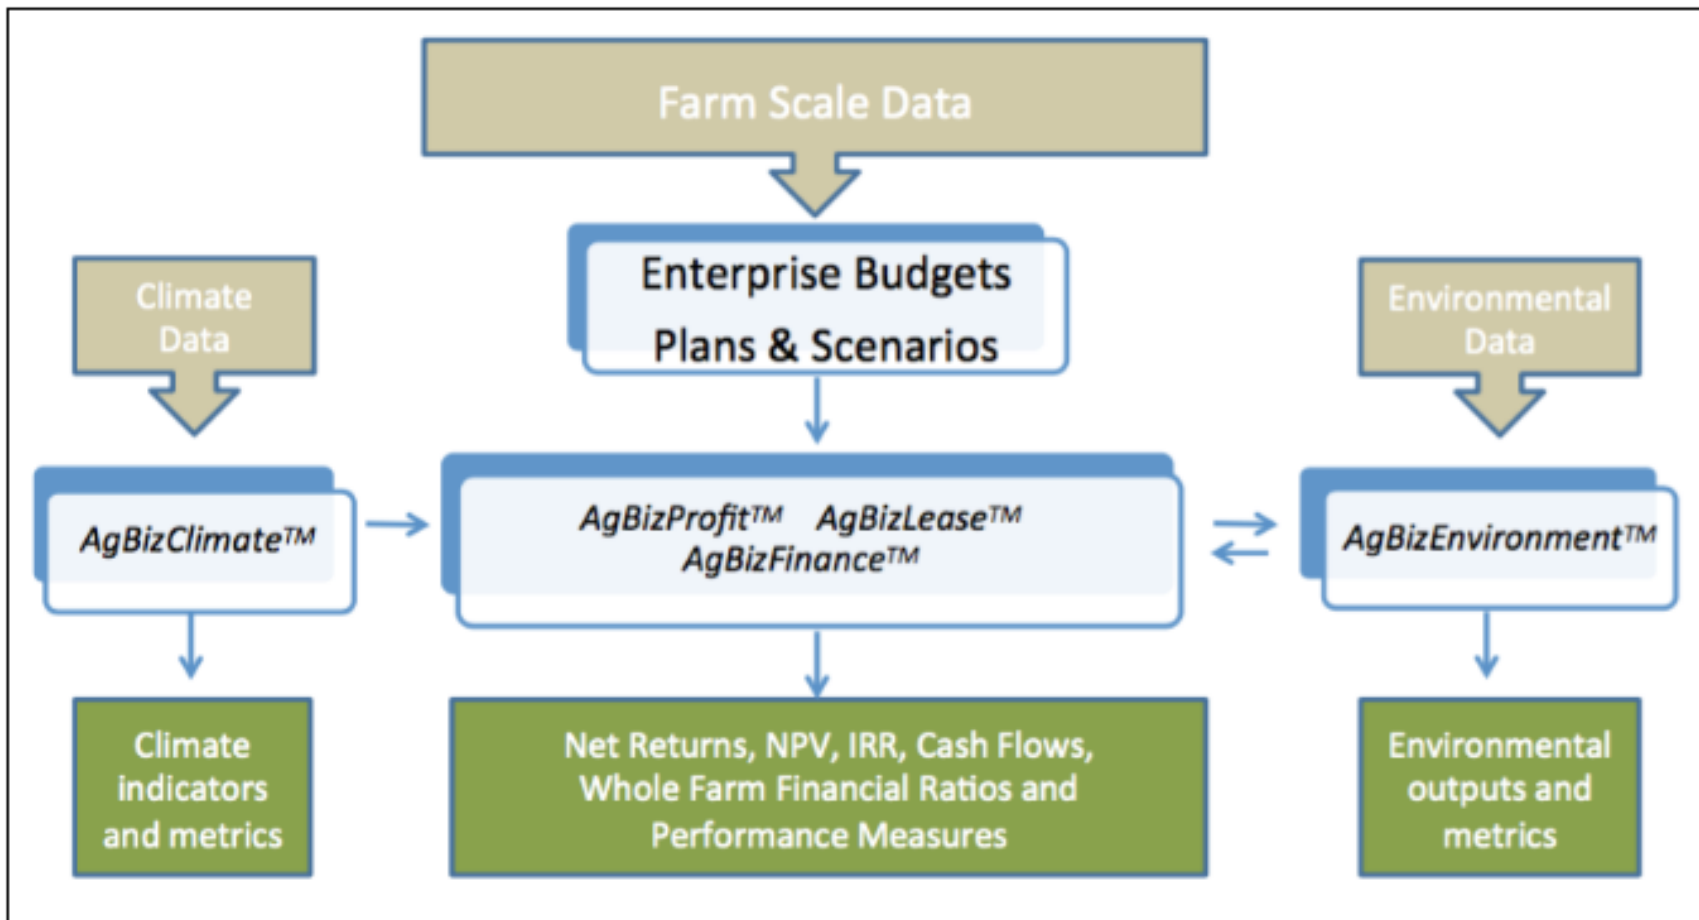 Farm Scale Data
Enterprise Budgets
Plans & Scenarios
Climate
Data
Environmental
Data
AgBizClimate™
AgBizProfit™ AgBizLease™
AgBizFinance™
AgBizEnvironment™
Climate
indicators
and metrics
Net Returns, NPV, IRR, Cash Flows,
Whole Farm Financial Ratios and
Performance Measures
Environmental
outputs and
metrics